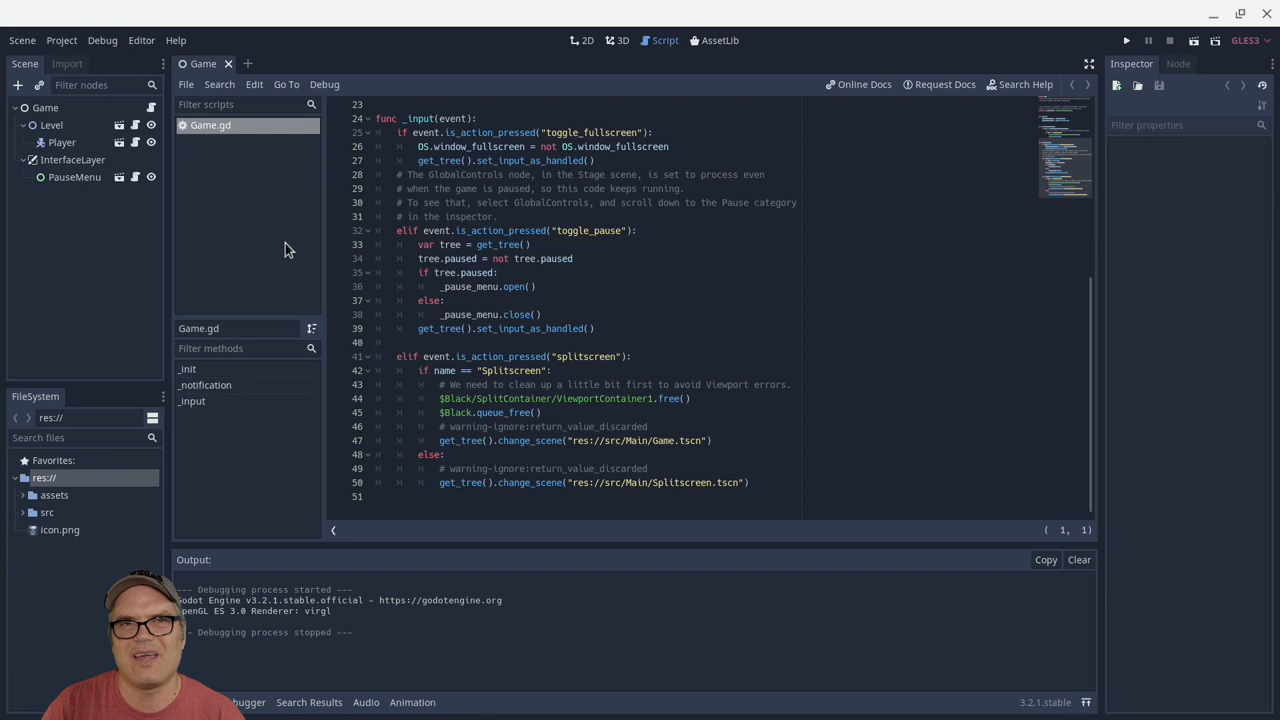 Scene Project Debug Editor Help
2D 3D Script AssetLib
GLES3
Scene Import
Filter nodes
Game
Level
Player
InterfaceLayer
PauseMenu
FileSystem
res://
Search files
Favorites:
res://
assets
src
icon.png
Game
File Search Edit Go To Debug
Online Docs Request Docs Search Help
Filter scripts
Game.gd
Game.gd
Filter methods
_init
_notification
_input
23
24 func _input(event):
25 if event.is_action_pressed("toggle_fullscreen"):
26 OS.window_fullscreen = not OS.window_fullscreen
27 get_tree().set_input_as_handled()
28 # The GlobalControls node, in the Stage scene, is set to process even
29 # when the game is paused, so this code keeps running.
30 # To see that, select GlobalControls, and scroll down to the Pause category
31 # in the inspector.
32 elif event.is_action_pressed("toggle_pause"):
33 var tree = get_tree()
34 tree.paused = not tree.paused
35 if tree.paused:
36 _pause_menu.open()
37 else:
38 _pause_menu.close()
39 get_tree().set_input_as_handled()
40
41 elif event.is_action_pressed("splitscreen"):
42 if name == "Splitscreen":
43 # We need to clean up a little bit first to avoid Viewport errors.
44 $Black/SplitContainer/ViewportContainer1.free()
45 $Black.queue_free()
46 # warning-ignore:return_value_discarded
47 get_tree().change_scene("res://src/Main/Game.tscn")
48 else:
49 # warning-ignore:return_value_discarded
50 get_tree().change_scene("res://src/Main/Splitscreen.tscn")
51
( 1, 1)
Output:
Copy Clear
--- Debugging process started ---
Godot Engine v3.2.1.stable.official - https://godotengine.org
OpenGL ES 3.0 Renderer: virgl
--- Debugging process stopped ---
bugger Search Results Audio Animation
3.2.1.stable
Inspector Node
Filter properties